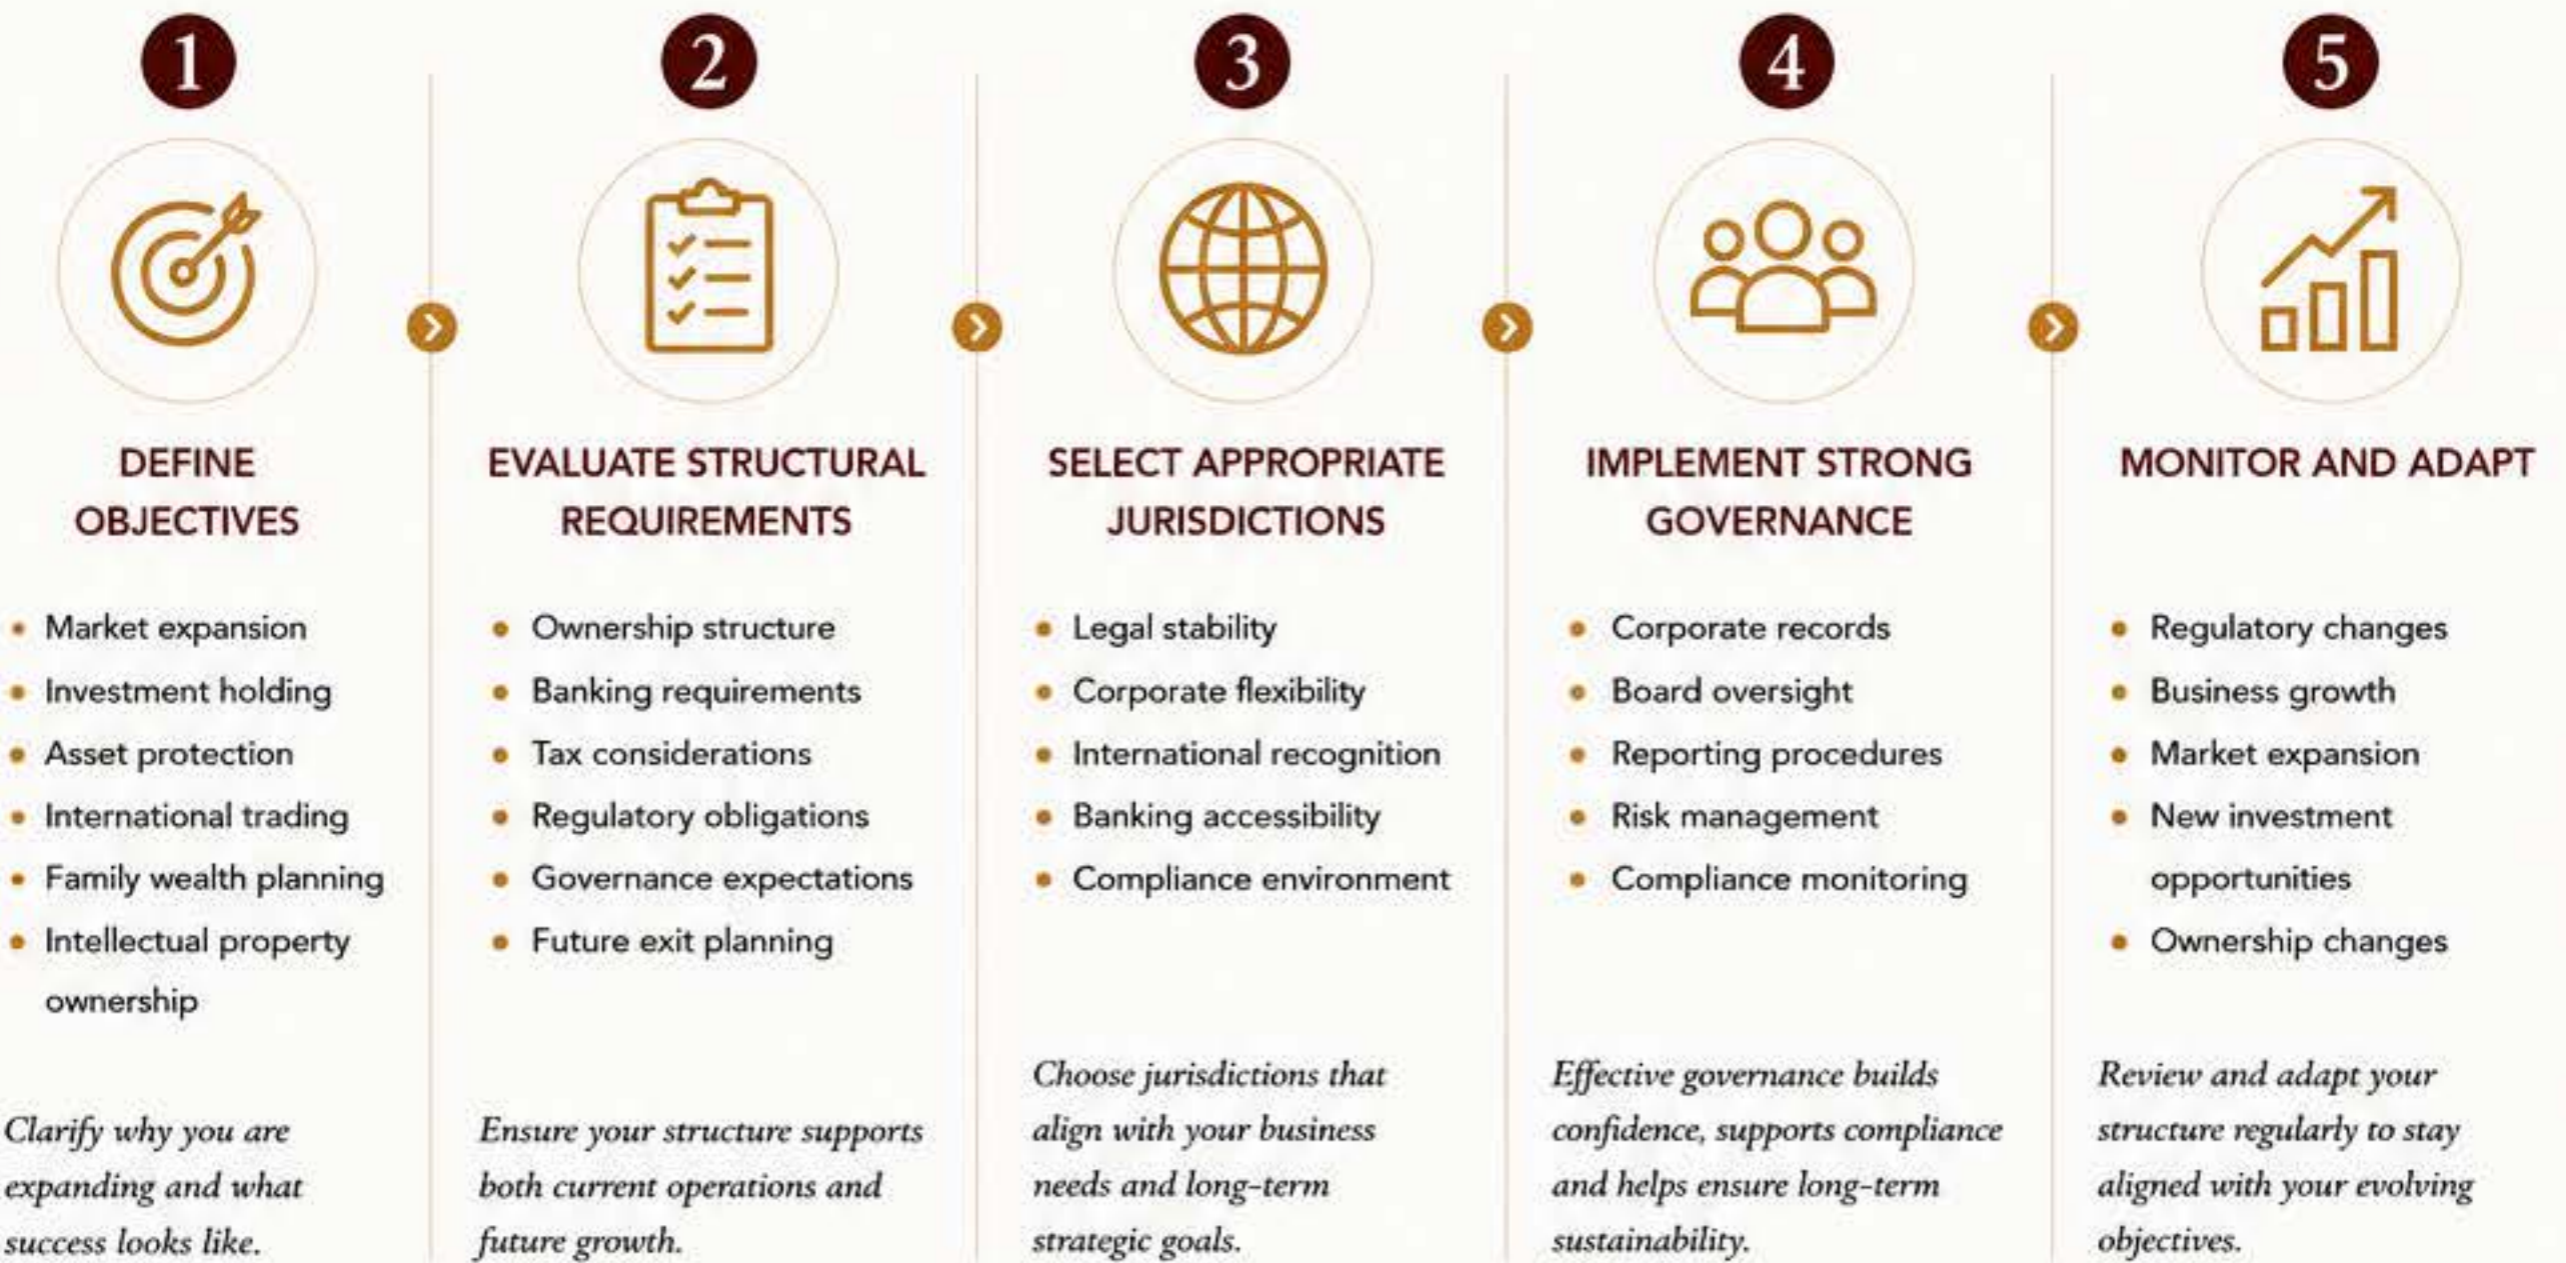 1
DEFINE
OBJECTIVES
• Market expansion
• Investment holding
• Asset protection
• International trading
• Family wealth planning
• Intellectual property
ownership
Clarify why you are
expanding and what
success looks like.
2
EVALUATE STRUCTURAL
REQUIREMENTS
• Ownership structure
• Banking requirements
• Tax considerations
• Regulatory obligations
• Governance expectations
• Future exit planning
Ensure your structure supports
both current operations and
future growth.
3
SELECT APPROPRIATE
JURISDICTIONS
• Legal stability
• Corporate flexibility
• International recognition
• Banking accessibility
• Compliance environment
Choose jurisdictions that
align with your business
needs and long-term
strategic goals.
4
IMPLEMENT STRONG
GOVERNANCE
• Corporate records
• Board oversight
• Reporting procedures
• Risk management
• Compliance monitoring
Effective governance builds
confidence, supports compliance
and helps ensure long-term
sustainability.
5
MONITOR AND ADAPT
• Regulatory changes
• Business growth
• Market expansion
• New investment
opportunities
• Ownership changes
Review and adapt your
structure regularly to stay
aligned with your evolving
objectives.